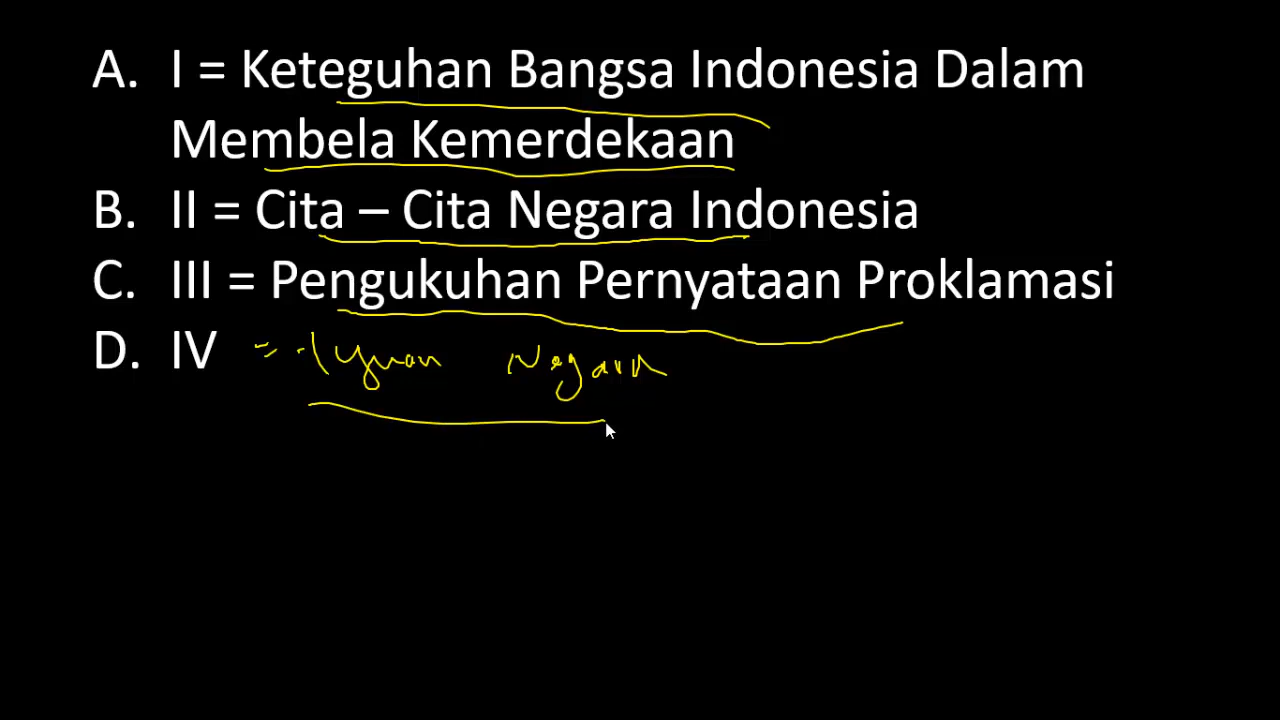 A. I = Keteguhan Bangsa Indonesia Dalam
Membela Kemerdekaan
B. II = Cita – Cita Negara Indonesia
C. III = Pengukuhan Pernyataan Proklamasi
D. IV = Tujuan Negara